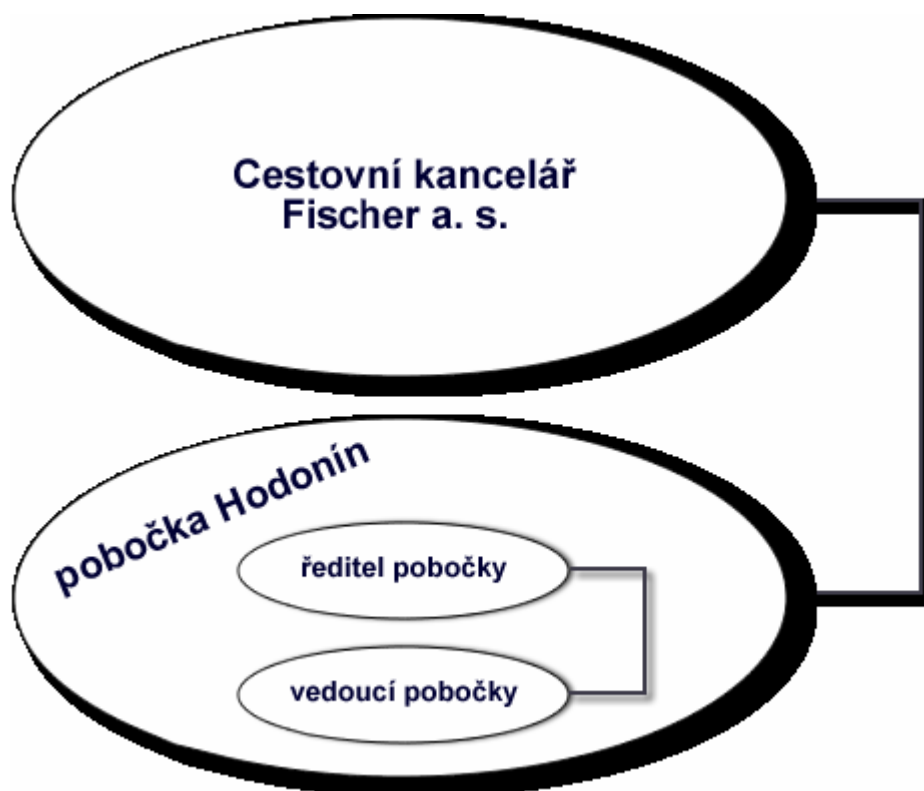 Cestovní kancelář
Fischer a. s.
pobočka Hodonín
ředitel pobočky
vedoucí pobočky